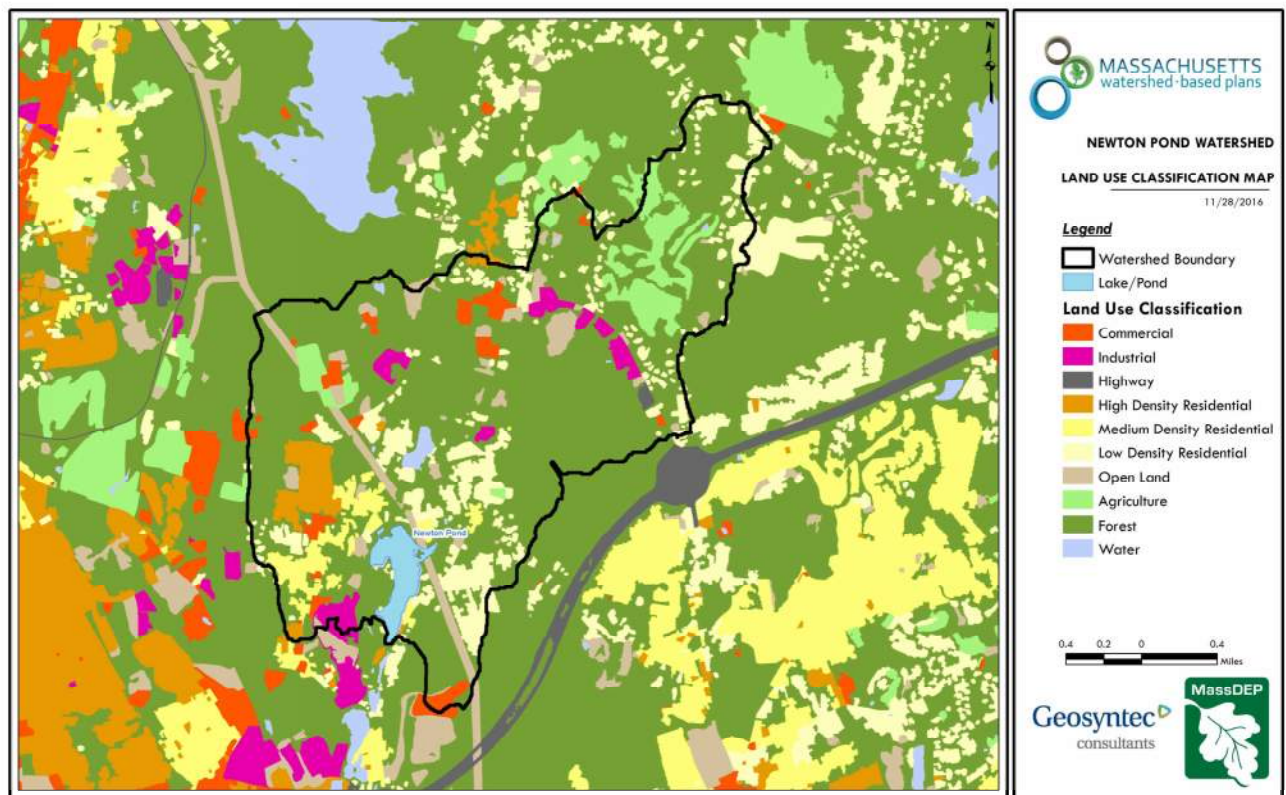 Newton Pond
N
MASSACHUSETTS
watershed·based plans
NEWTON POND WATERSHED
LAND USE CLASSIFICATION MAP
11/28/2016
Legend
Watershed Boundary
Lake/Pond
Land Use Classification
Commercial
Industrial
Highway
High Density Residential
Medium Density Residential
Low Density Residential
Open Land
Agriculture
Forest
Water
0.4 0.2 0 0.4
Miles
Geosyntec
consultants
MassDEP